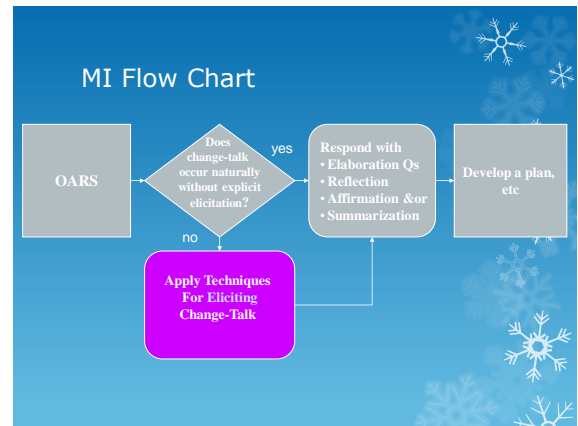 MI Flow Chart
OARS
Does
change-talk
occur naturally
without explicit
elicitation?
yes
Respond with
• Elaboration Qs
• Reflection
• Affirmation &or
• Summarization
Develop a plan,
etc
no
Apply Techniques
For Eliciting
Change-Talk